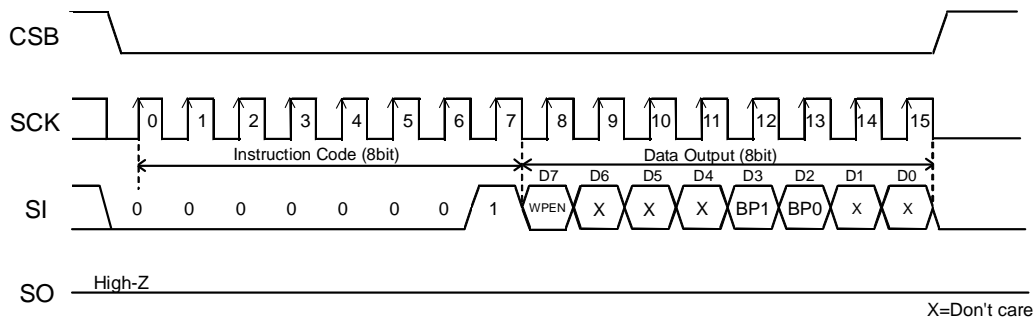 CSB
SCK 0 1 2 3 4 5 6 7 8 9 10 11 12 13 14 15
Instruction Code (8bit) Data Output (8bit)
D7 D6 D5 D4 D3 D2 D1 D0
SI 0 0 0 0 0 0 0 1 WPEN X X X BP1 BP0 X X
High-Z
SO
X=Don't care